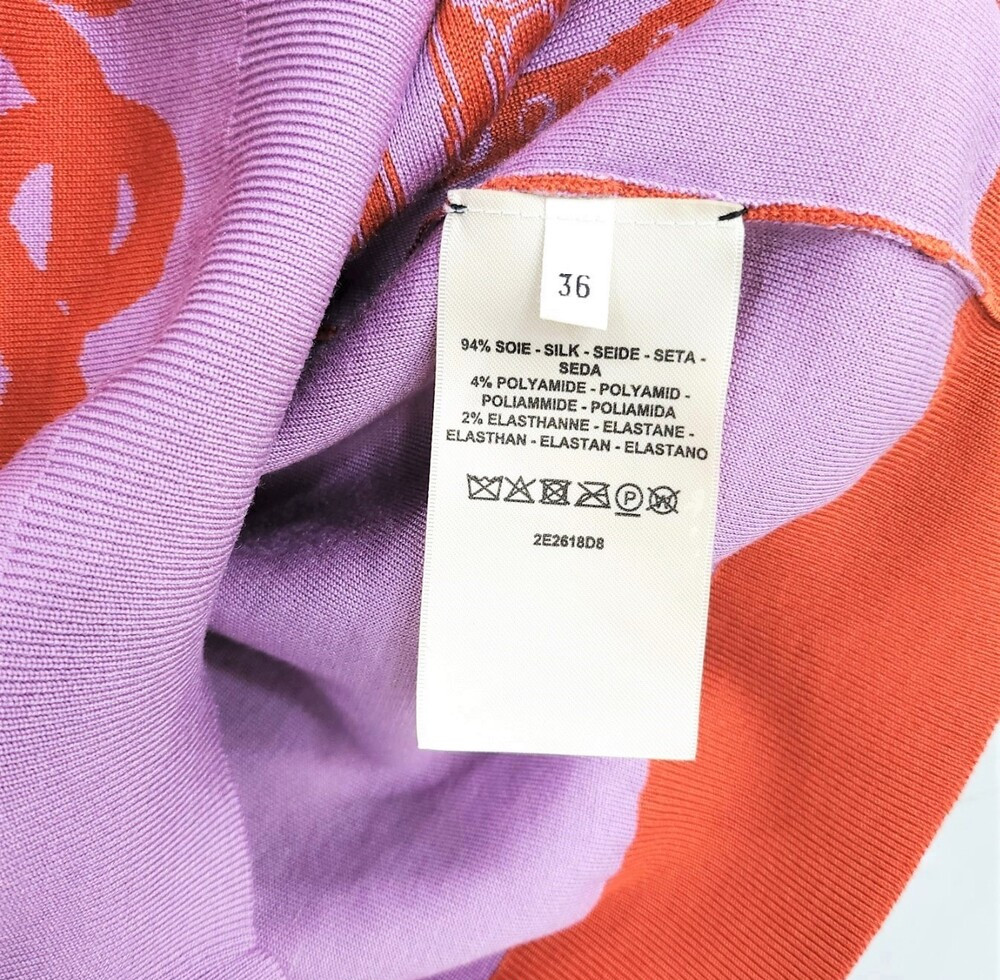 36
94% SOIE - SILK - SEIDE - SETA -
SEDA
4% POLYAMIDE - POLYAMID -
POLIAMMIDE - POLIAMIDA
2% ELASTHANNE - ELASTANE -
ELASTHAN - ELASTAN - ELASTANO
P W
2E2618D8